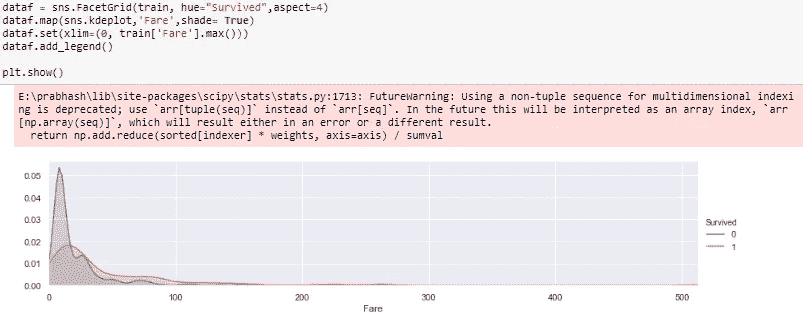 dataf = sns.FacetGrid(train, hue="Survived",aspect=4)
dataf.map(sns.kdeplot,'Fare',shade= True)
dataf.set(xlim=(0, train['Fare'].max()))
dataf.add_legend()
plt.show()
E:\prabhash\lib\site-packages\scipy\stats\stats.py:1713: FutureWarning: Using a non-tuple sequence for multidimensional indexi
ng is deprecated; use `arr[tuple(seq)]` instead of `arr[seq]`. In the future this will be interpreted as an array index, `arr
[np.array(seq)]`, which will result either in an error or a different result.
return np.add.reduce(sorted[indexer] * weights, axis=axis) / sumval
0.05
0.04
0.03
0.02
0.01
0.00
0 100 200 300 400 500
Fare
Survived
0
1